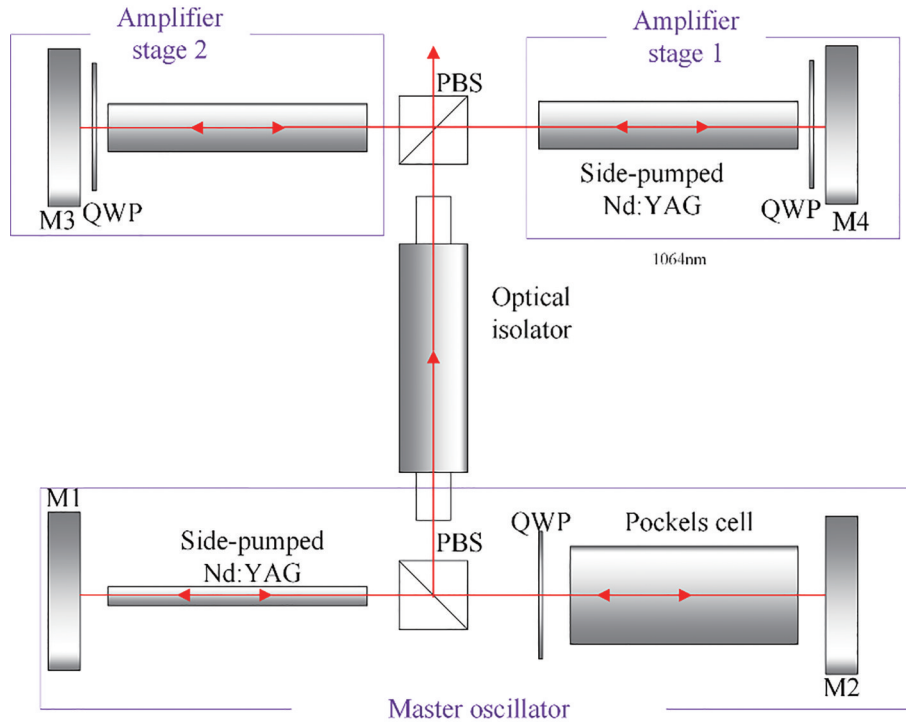 Amplifier
stage 2
Amplifier
stage 1
PBS
M3
QWP
Side-pumped
Nd:YAG
QWP
M4
1064nm
Optical
isolator
M1
Side-pumped
Nd:YAG
PBS
QWP
Pockels cell
M2
Master oscillator